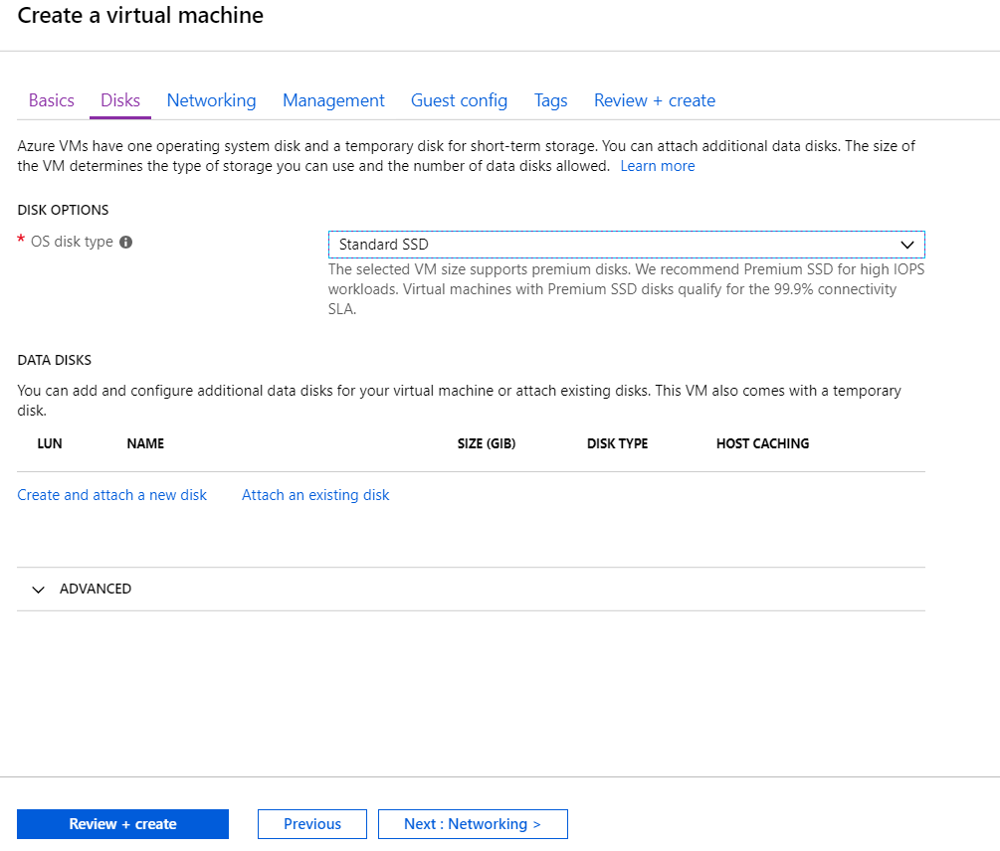 Create a virtual machine
Basics Disks Networking Management Guest config Tags Review + create
Azure VMs have one operating system disk and a temporary disk for short-term storage. You can attach additional data disks. The size of
the VM determines the type of storage you can use and the number of data disks allowed. Learn more
DISK OPTIONS
* OS disk type
Standard SSD
The selected VM size supports premium disks. We recommend Premium SSD for high IOPS
workloads. Virtual machines with Premium SSD disks qualify for the 99.9% connectivity
SLA.
DATA DISKS
You can add and configure additional data disks for your virtual machine or attach existing disks. This VM also comes with a temporary
disk.
LUN NAME SIZE (GIB) DISK TYPE HOST CACHING
Create and attach a new disk Attach an existing disk
ADVANCED
Review + create Previous Next : Networking >